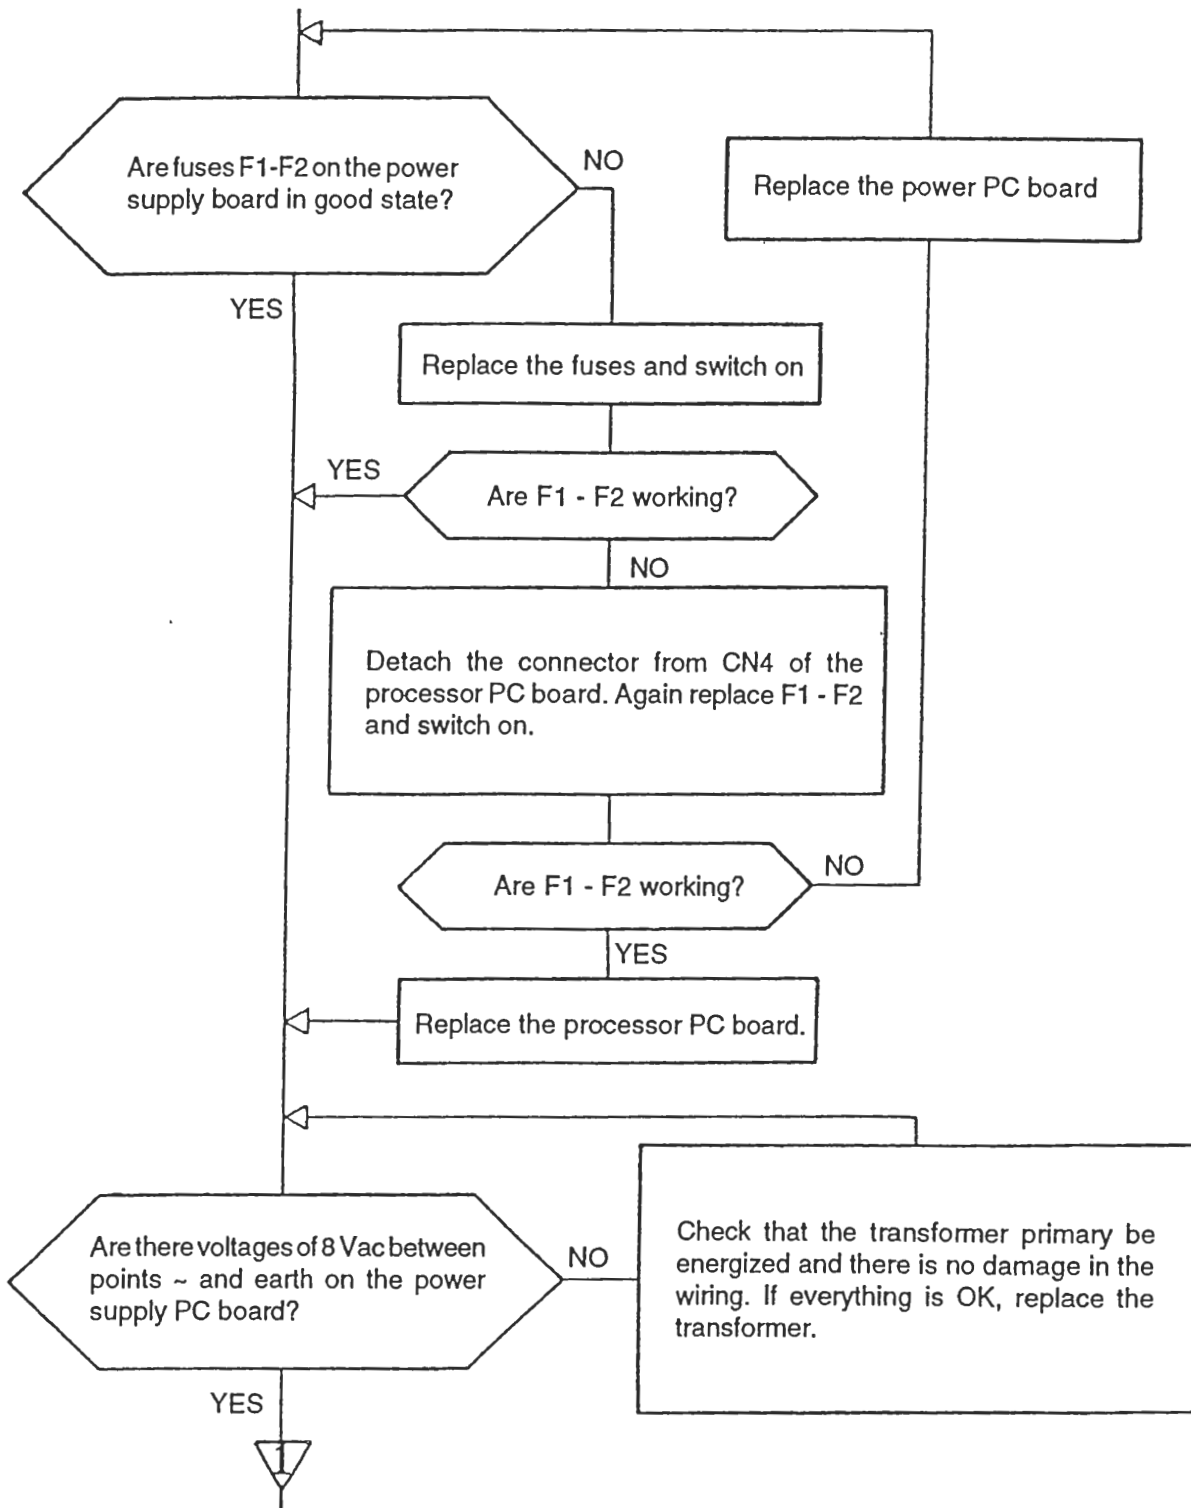 Are fuses F1-F2 on the power
supply board in good state?
NO
Replace the power PC board
YES
Replace the fuses and switch on
YES
Are F1 - F2 working?
NO
Detach the connector from CN4 of the
processor PC board. Again replace F1 - F2
and switch on.
Are F1 - F2 working?
NO
YES
Replace the processor PC board.
Are there voltages of 8 Vac between
points ~ and earth on the power
supply PC board?
NO
Check that the transformer primary be
energized and there is no damage in the
wiring. If everything is OK, replace the
transformer.
YES
1